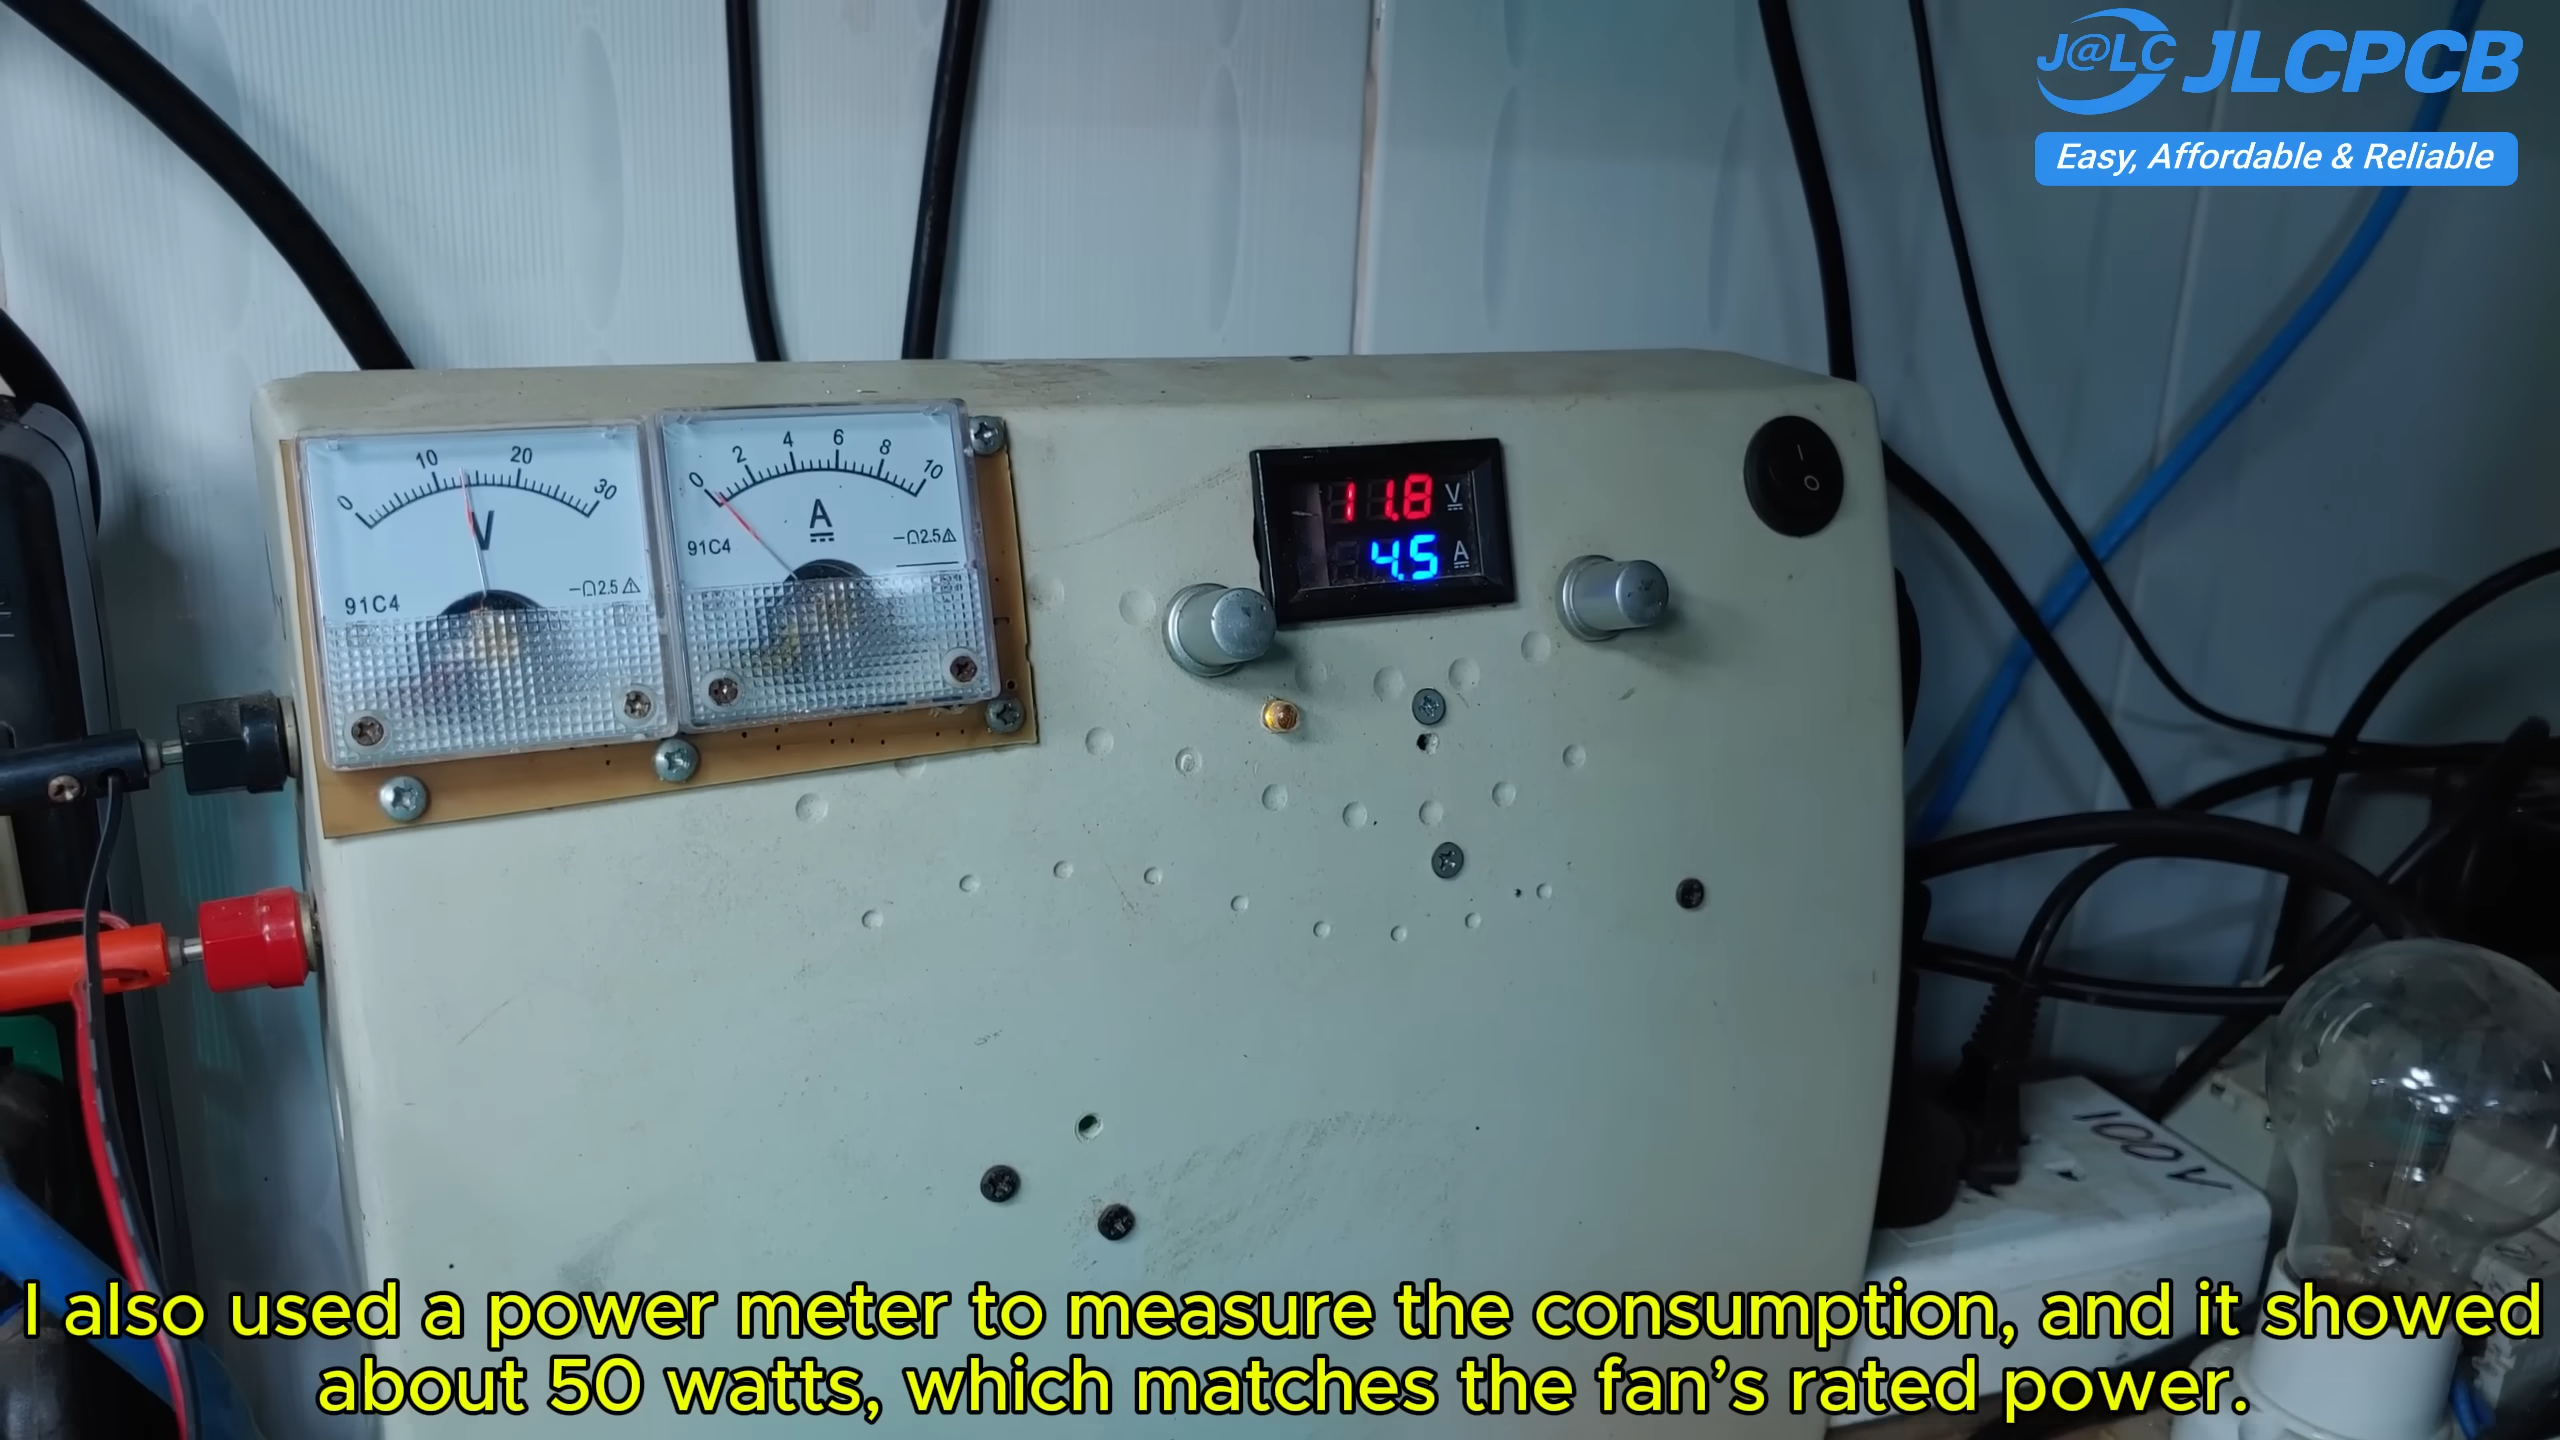 J@LC JLCPCB
Easy, Affordable & Reliable
0 10 20 30
V
91C4
2.5
0 2 4 6 8 10
A
91C4
2.5
11.8 V
4.5 A
I
O
100V
I also used a power meter to measure the consumption, and it showed
about 50 watts, which matches the fan's rated power.